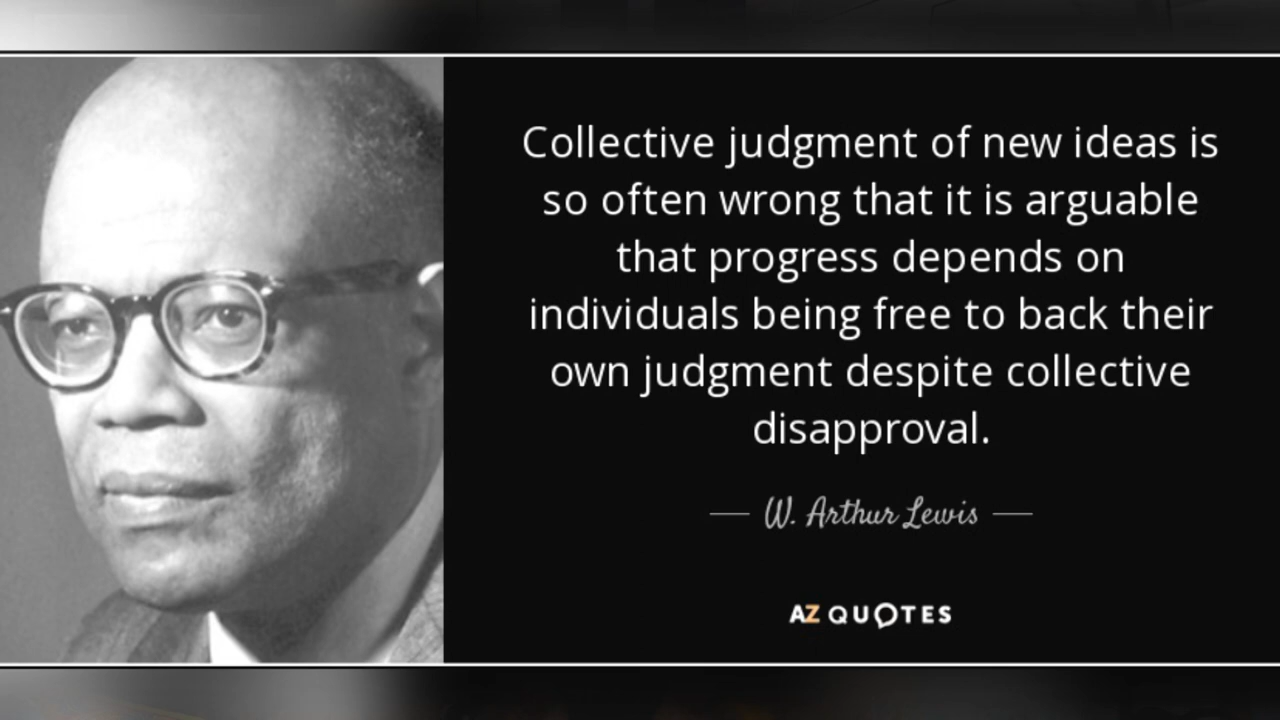 Collective judgment of new ideas is
so often wrong that it is arguable
that progress depends on
individuals being free to back their
own judgment despite collective
disapproval.
W. Arthur Lewis
AZ QUOTES